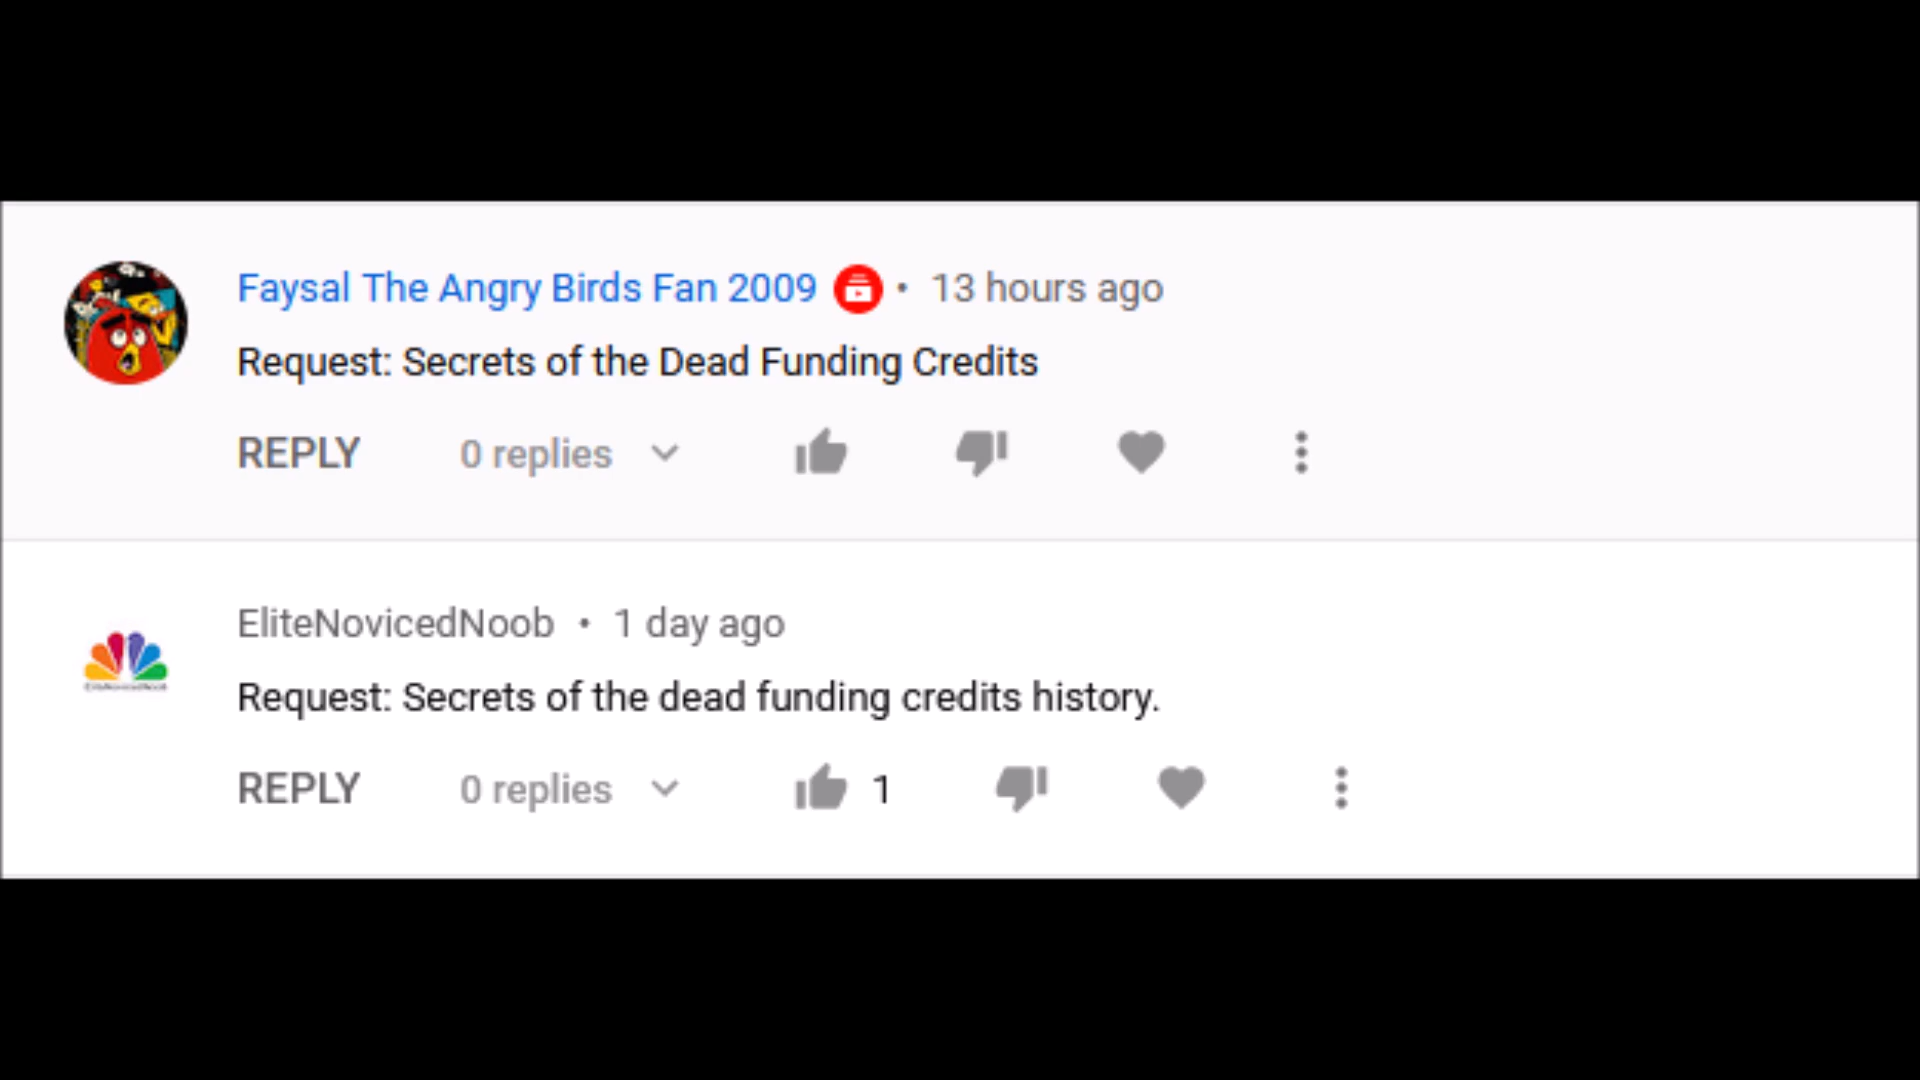 Faysal The Angry Birds Fan 2009 • 13 hours ago
Request: Secrets of the Dead Funding Credits
REPLY 0 replies
EliteNovicedNoob • 1 day ago
Request: Secrets of the dead funding credits history.
REPLY 0 replies 1